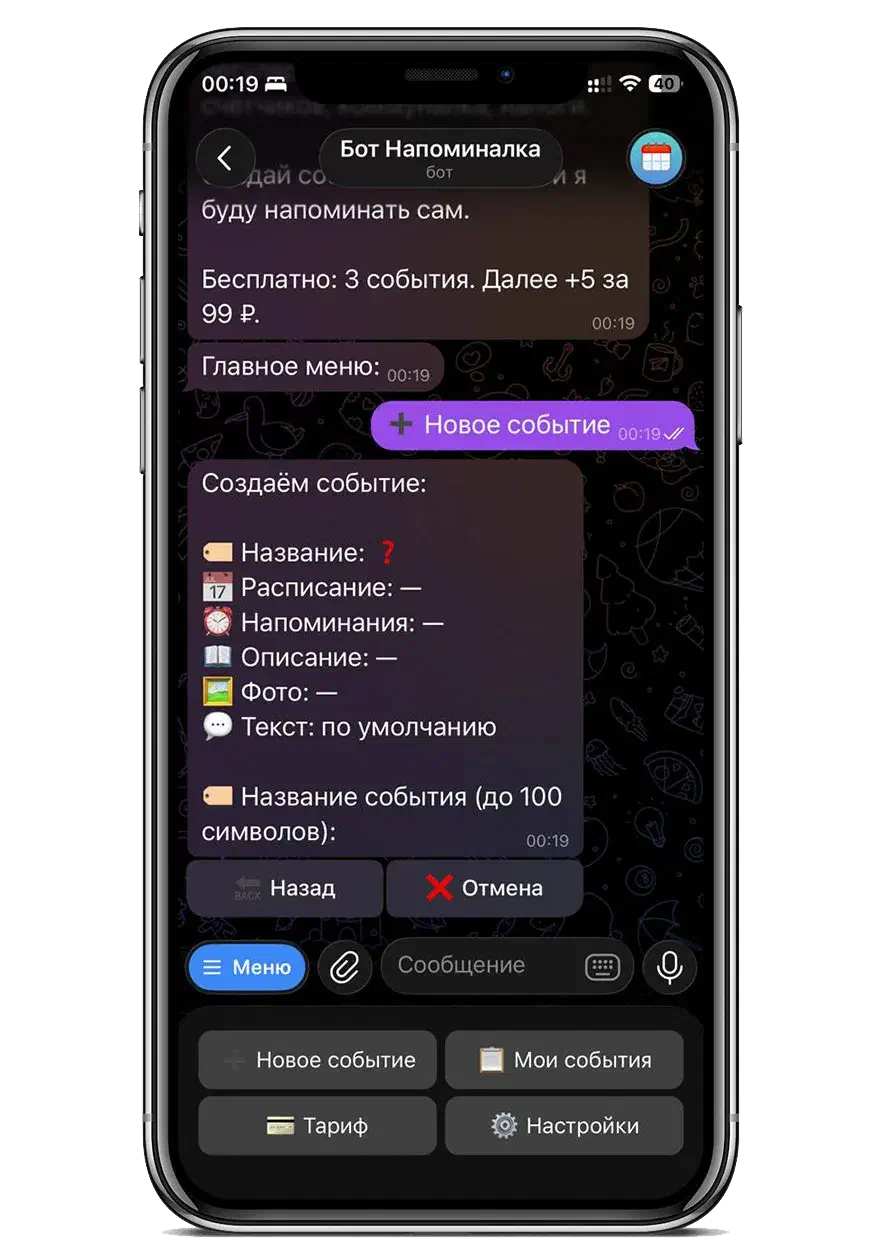 00:19
40
Бот Напоминалка
бот
и я
буду напоминать сам.
Бесплатно: 3 события. Далее +5 за
99 ₽.
00:19
Главное меню:
00:19
Новое событие
00:19
Создаём событие:
Название: ❓
17
Расписание: —
Напоминания: —
Описание: —
Фото: —
Текст: по умолчанию
Название события (до 100
символов):
00:19
BACK Назад
Отмена
Меню
Сообщение
Новое событие
Мои события
Тариф
Настройки